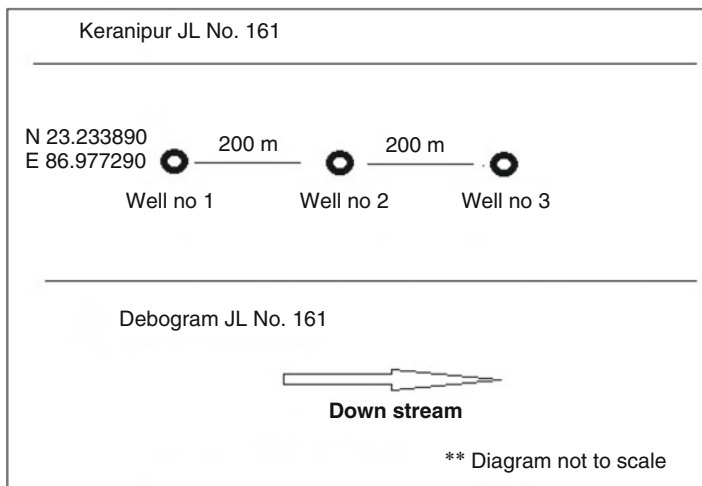 Keranipur JL No. 161
N 23.233890
E 86.977290
200 m
200 m
Well no 1
Well no 2
Well no 3
Debogram JL No. 161
Down stream
** Diagram not to scale